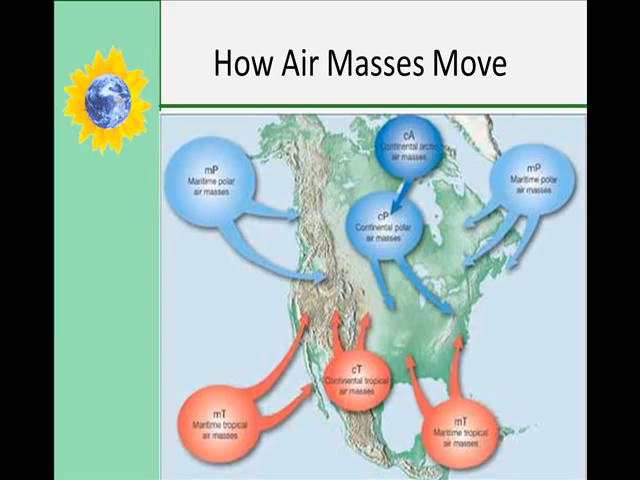 How Air Masses Move
cA
Continental arctic
air masses
mP
Maritime polar
air masses
mP
Maritime polar
air masses
cP
Continental polar
air masses
cT
Continental tropical
air masses
mT
Maritime tropical
air masses
mT
Maritime tropical
air masses